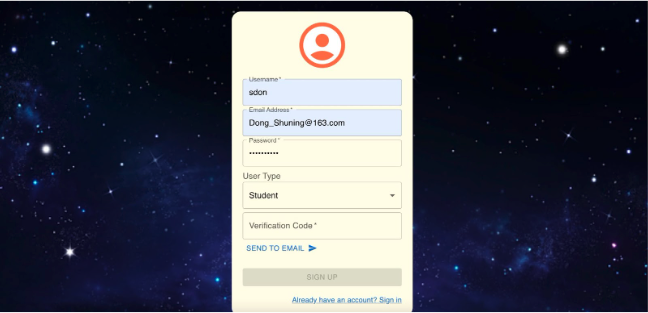 Username *
sdon
Email Address *
Dong_Shuning@163.com
Password *
••••••••••
User Type
Student
Verification Code *
SEND TO EMAIL
SIGN UP
Already have an account? Sign in